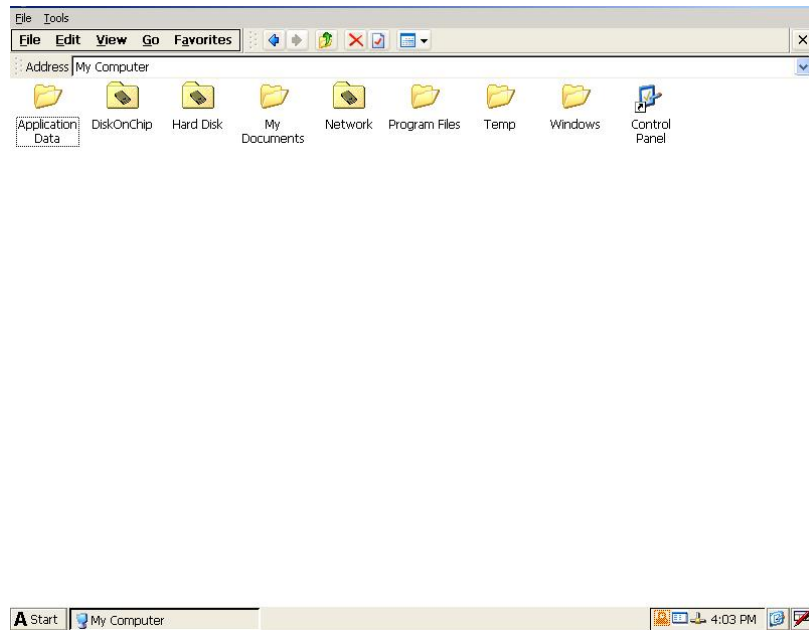 File Tools
File Edit View Go Favorites
Address My Computer
Application Data
DiskOnChip
Hard Disk
My Documents
Network
Program Files
Temp
Windows
Control Panel
A Start My Computer 4:03 PM